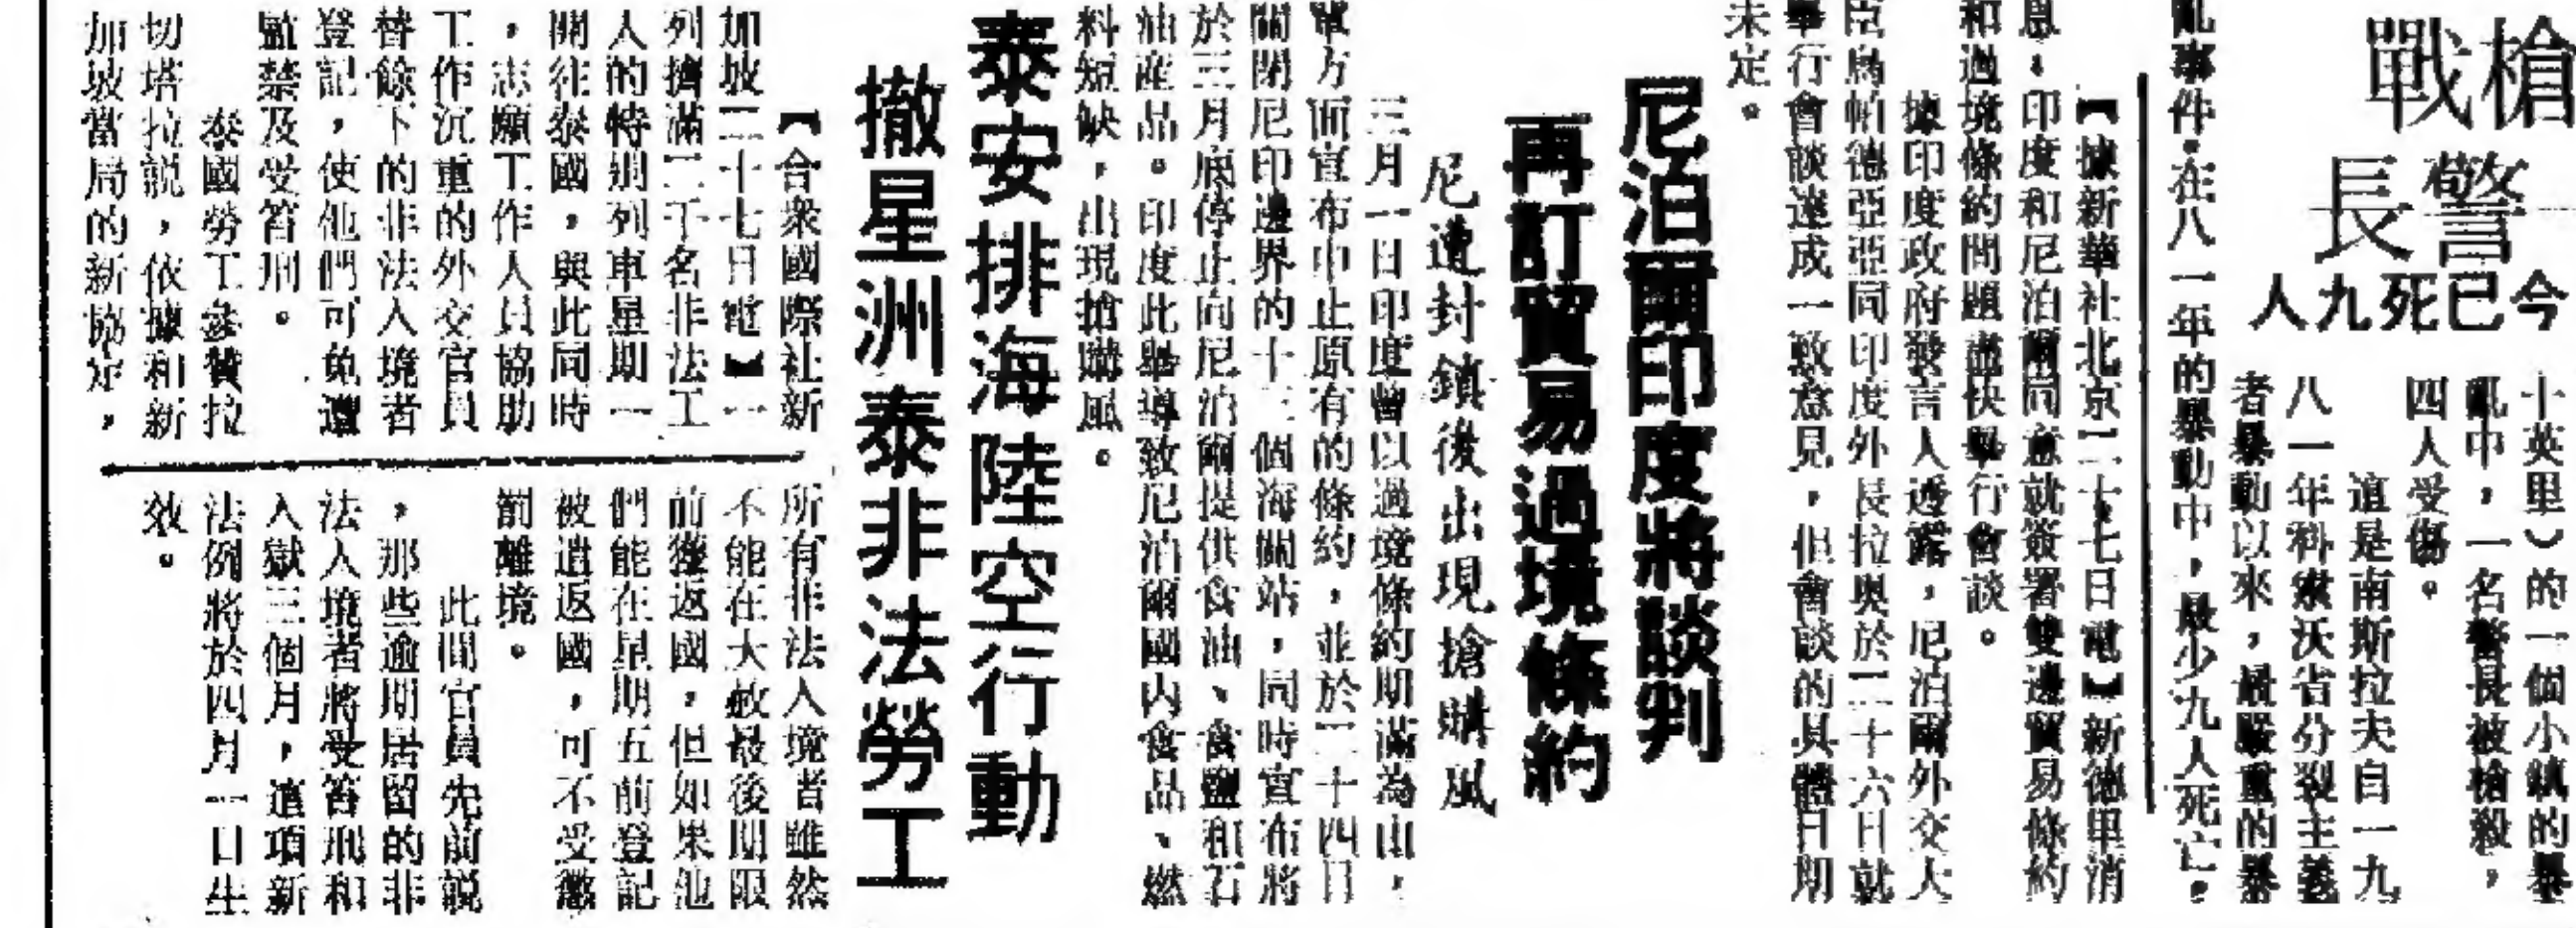 槍戰
警長
今已死九人
十英里）的一個小鎮的暴
亂中，一名警長被槍殺，
四人受傷。
這是南斯拉夫自一九
八一年科索沃省分裂主義
者暴動以來，最嚴重的暴
亂事件。在八一年的暴動中，最少九人死亡。
【據新華社北京二十七日電】新德里消
息：印度和尼泊爾同意就簽署雙邊貿易條約
和過境條約問題盡快舉行會談。
據印度政府發言人透露，尼泊爾外交大
臣烏帕德亞亞同印度外長拉奧於二十六日就
舉行會談達成一致意見，但會談的具體日期
未定。
尼泊爾印度將談判
再訂貿易過境條約
尼遭封鎖後出現搶購風
三月一日印度曾以過境條約期滿為由，
單方面宣布中止原有的條約，並於二十四日
關閉尼印邊界的十三個海關站，同時宣布將
於三月底停止向尼泊爾提供食油、食鹽和石
油產品。印度此舉導致尼泊爾國內食品、燃
料短缺，出現搶購風。
泰安排海陸空行動
撤星洲泰非法勞工
【合衆國際社新
加坡二十七日電】一
列擠滿二千名非法工
人的特別列車星期一
開往泰國，與此同時
，志願工作人員協助
工作沉重的外交官員
替餘下的非法入境者
登記，使他們可免遭
監禁及受笞刑。
泰國勞工參贊拉
切塔拉説，依據和新
加坡當局的新協定，
所有非法入境者雖然
不能在大赦最後期限
前獲返國，但如果他
們能在星期五前登記
被遣返國，可不受懲
罰離境。
此間官員先前説
，那些逾期居留的非
法入境者將受笞刑和
入獄三個月，這項新
法例將於四月一日生
效。